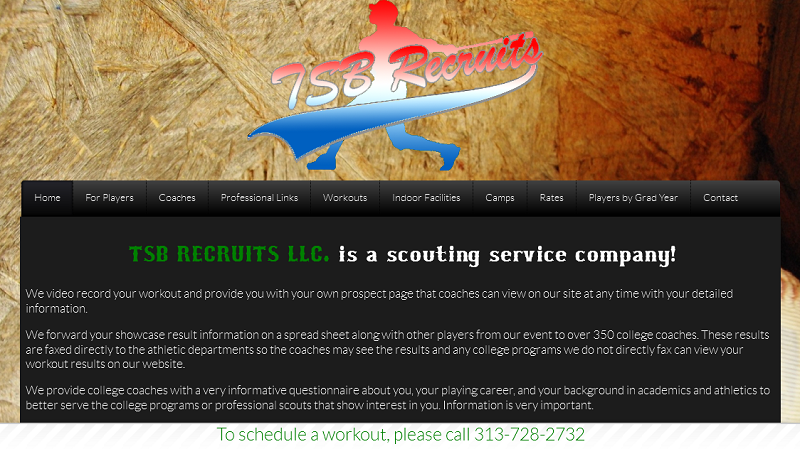 TSB Recruits
Home For Players Coaches Professional Links Workouts Indoor Facilities Camps Rates Players by Grad Year Contact
TSB RECRUITS LLC. is a scouting service company!
We video record your workout and provide you with your own prospect page that coaches can view on our site at any time with your detailed
information.
We forward your showcase result information on a spread sheet along with other players from our event to over 350 college coaches. These results
are faxed directly to the athletic departments so the coaches may see the results and any college programs we do not directly fax can view your
workout results on our website.
We provide college coaches with a very informative questionnaire about you, your playing career, and your background in academics and athletics to
better serve the college programs or professional scouts that show interest in you. Information is very important.
To schedule a workout, please call 313-728-2732